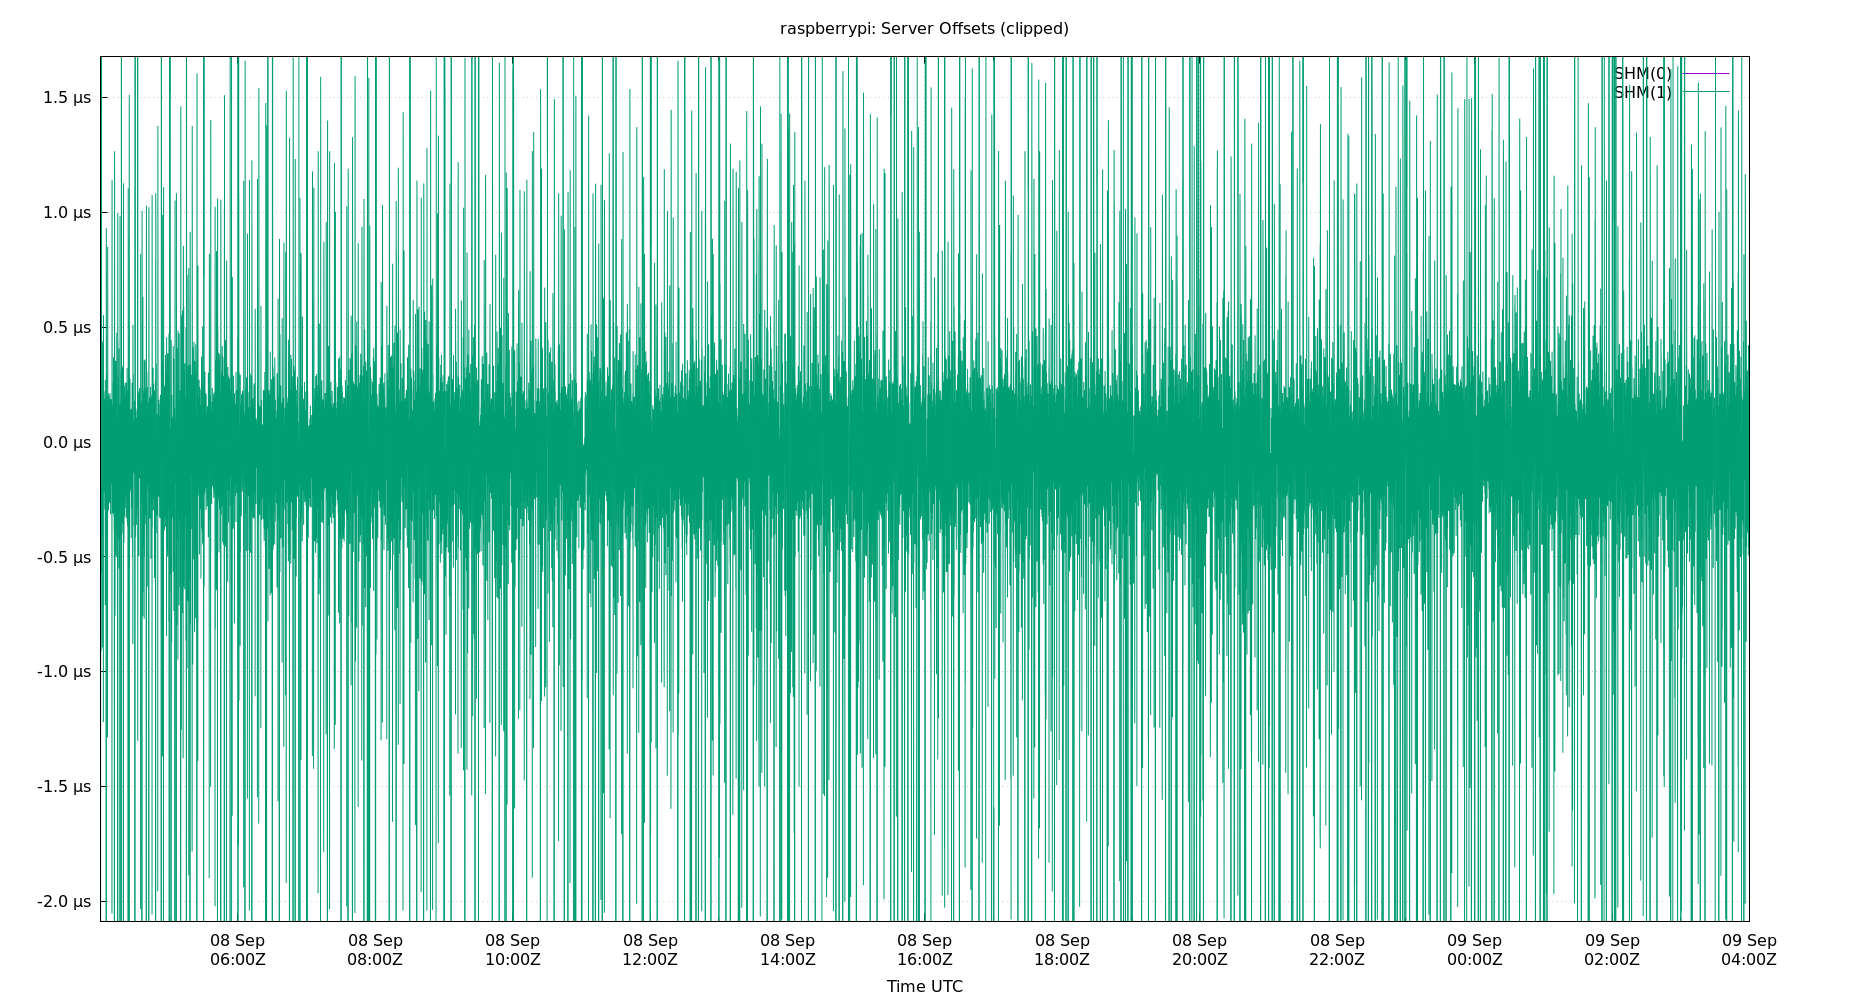 raspberrypi: Server Offsets (clipped)
SHM(0)
SHM(1)
1.5 µs
1.0 µs
0.5 µs
0.0 µs
-0.5 µs
-1.0 µs
-1.5 µs
-2.0 µs
08 Sep 08 Sep 08 Sep 08 Sep 08 Sep 08 Sep 08 Sep 08 Sep 08 Sep 09 Sep 09 Sep 09 Sep
06:00Z 08:00Z 10:00Z 12:00Z 14:00Z 16:00Z 18:00Z 20:00Z 22:00Z 00:00Z 02:00Z 04:00Z
Time UTC